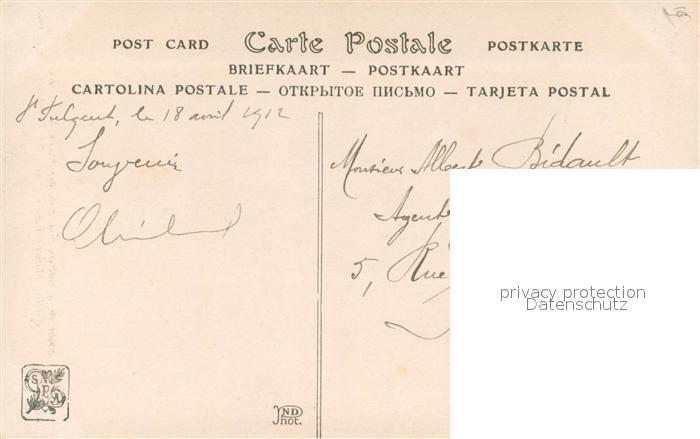 POST CARD Carte Postale POSTKARTE
BRIEFKAART — POSTKAART
CARTOLINA POSTALE — ОТКРЫТОЕ ПИСЬМО — TARJETA POSTAL
St Fulgent, le 18 avril 1912
Souvenir
Monsieur Albert Bidault
Agent
5, Rue
privacy protection
Datenschutz
ND
Phot.